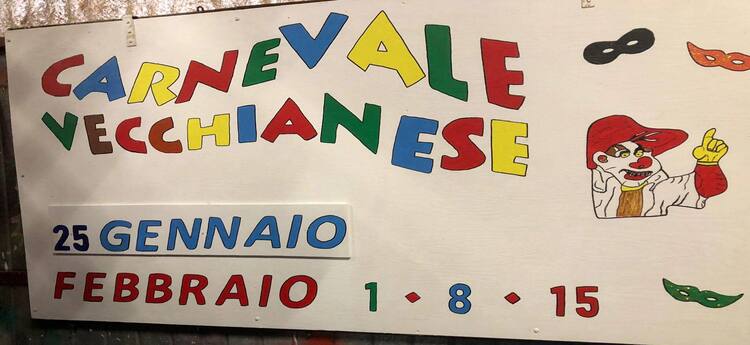 CARNEVALE
VECCHIANESE
25 GENNAIO
FEBBRAIO 1 • 8 • 15